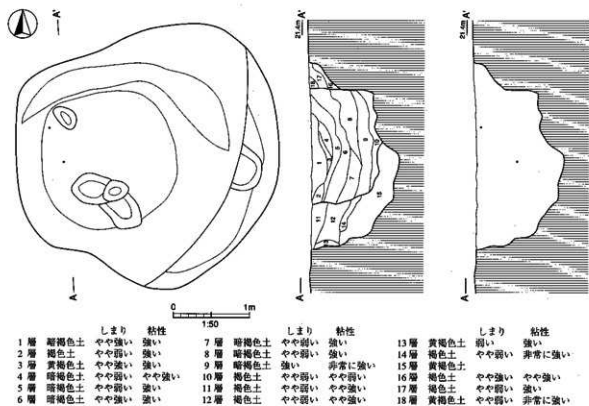 A'
A'
21.4m
A'
21.4m
A
A
A
0 1m
1:50
しまり 粘性
1層 暗褐色土 やや強い 強い
2層 褐色土 やや弱い 強い
3層 黄褐色土 やや強い 強い
4層 暗褐色土 やや弱い やや強い
5層 暗褐色土 やや弱い 強い
6層 暗褐色土 やや強い 強い
しまり 粘性
7層 暗褐色土 やや弱い 強い
8層 暗褐色土 やや弱い 強い
9層 暗褐色土 強い 非常に強い
10層 褐色土 やや弱い やや弱い
11層 褐色土 やや弱い やや強い
12層 褐色土 やや弱い やや強い
しまり 粘性
13層 黄褐色土 弱い 強い
14層 褐色土 やや弱い 非常に強い
15層 黄褐色土
16層 褐色土 やや強い やや強い
17層 褐色土 やや弱い 強い
18層 黄褐色土 やや弱い 非常に強い